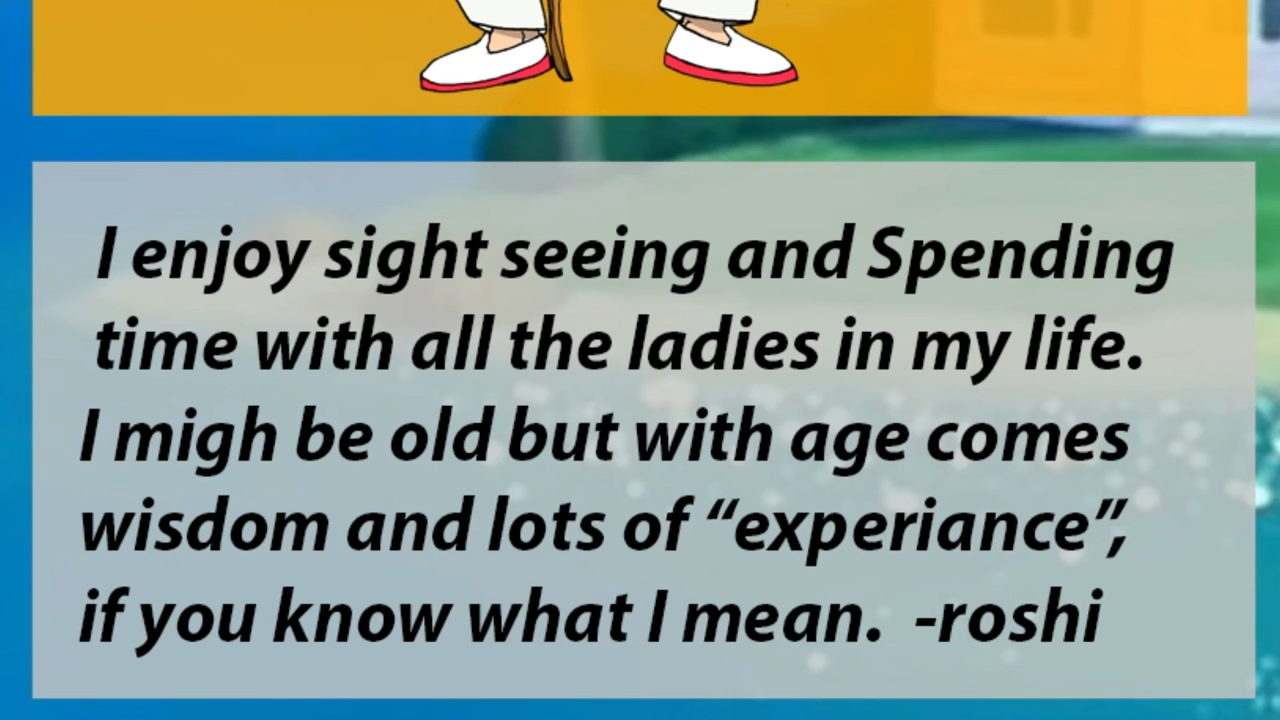 I enjoy sight seeing and Spending
time with all the ladies in my life.
I migh be old but with age comes
wisdom and lots of “experiance”,
if you know what I mean. -roshi